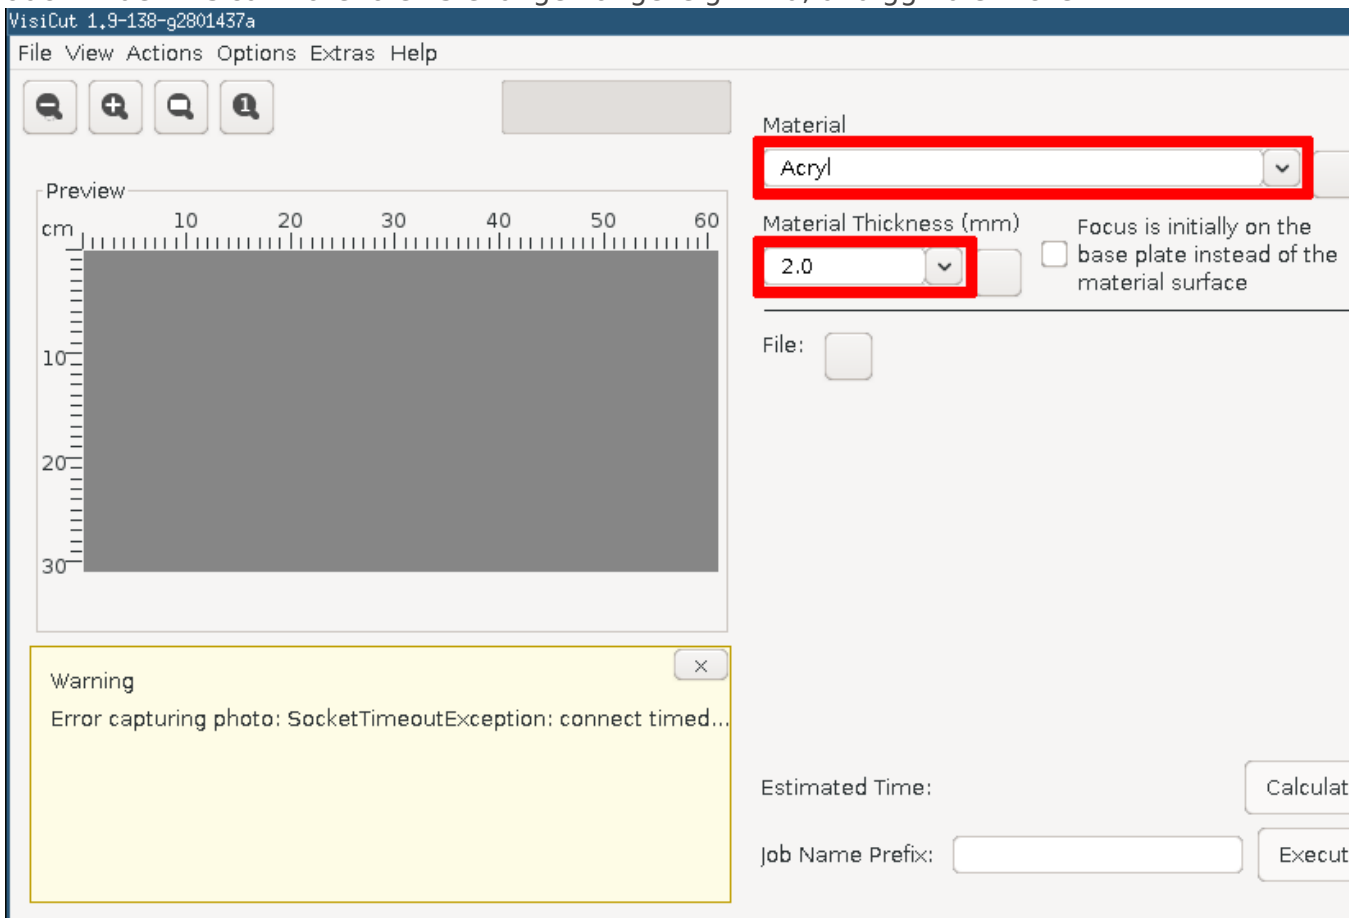 VisiCut 1.9-138-g2801437a
File View Actions Options Extras Help
1
Material
Acryl
Preview
cm 10 20 30 40 50 60
10
20
30
Material Thickness (mm)
2.0
Focus is initially on the
base plate instead of the
material surface
File:
Warning
×
Error capturing photo: SocketTimeoutException: connect timed...
Estimated Time:
Calculat
Job Name Prefix:
Execut